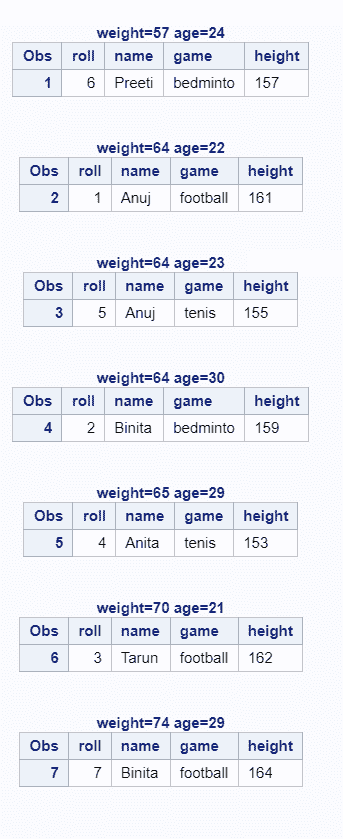 weight=57 age=24
Obs roll name game height
1 6 Preeti bedminto 157
weight=64 age=22
Obs roll name game height
2 1 Anuj football 161
weight=64 age=23
Obs roll name game height
3 5 Anuj tenis 155
weight=64 age=30
Obs roll name game height
4 2 Binita bedminto 159
weight=65 age=29
Obs roll name game height
5 4 Anita tenis 153
weight=70 age=21
Obs roll name game height
6 3 Tarun football 162
weight=74 age=29
Obs roll name game height
7 7 Binita football 164